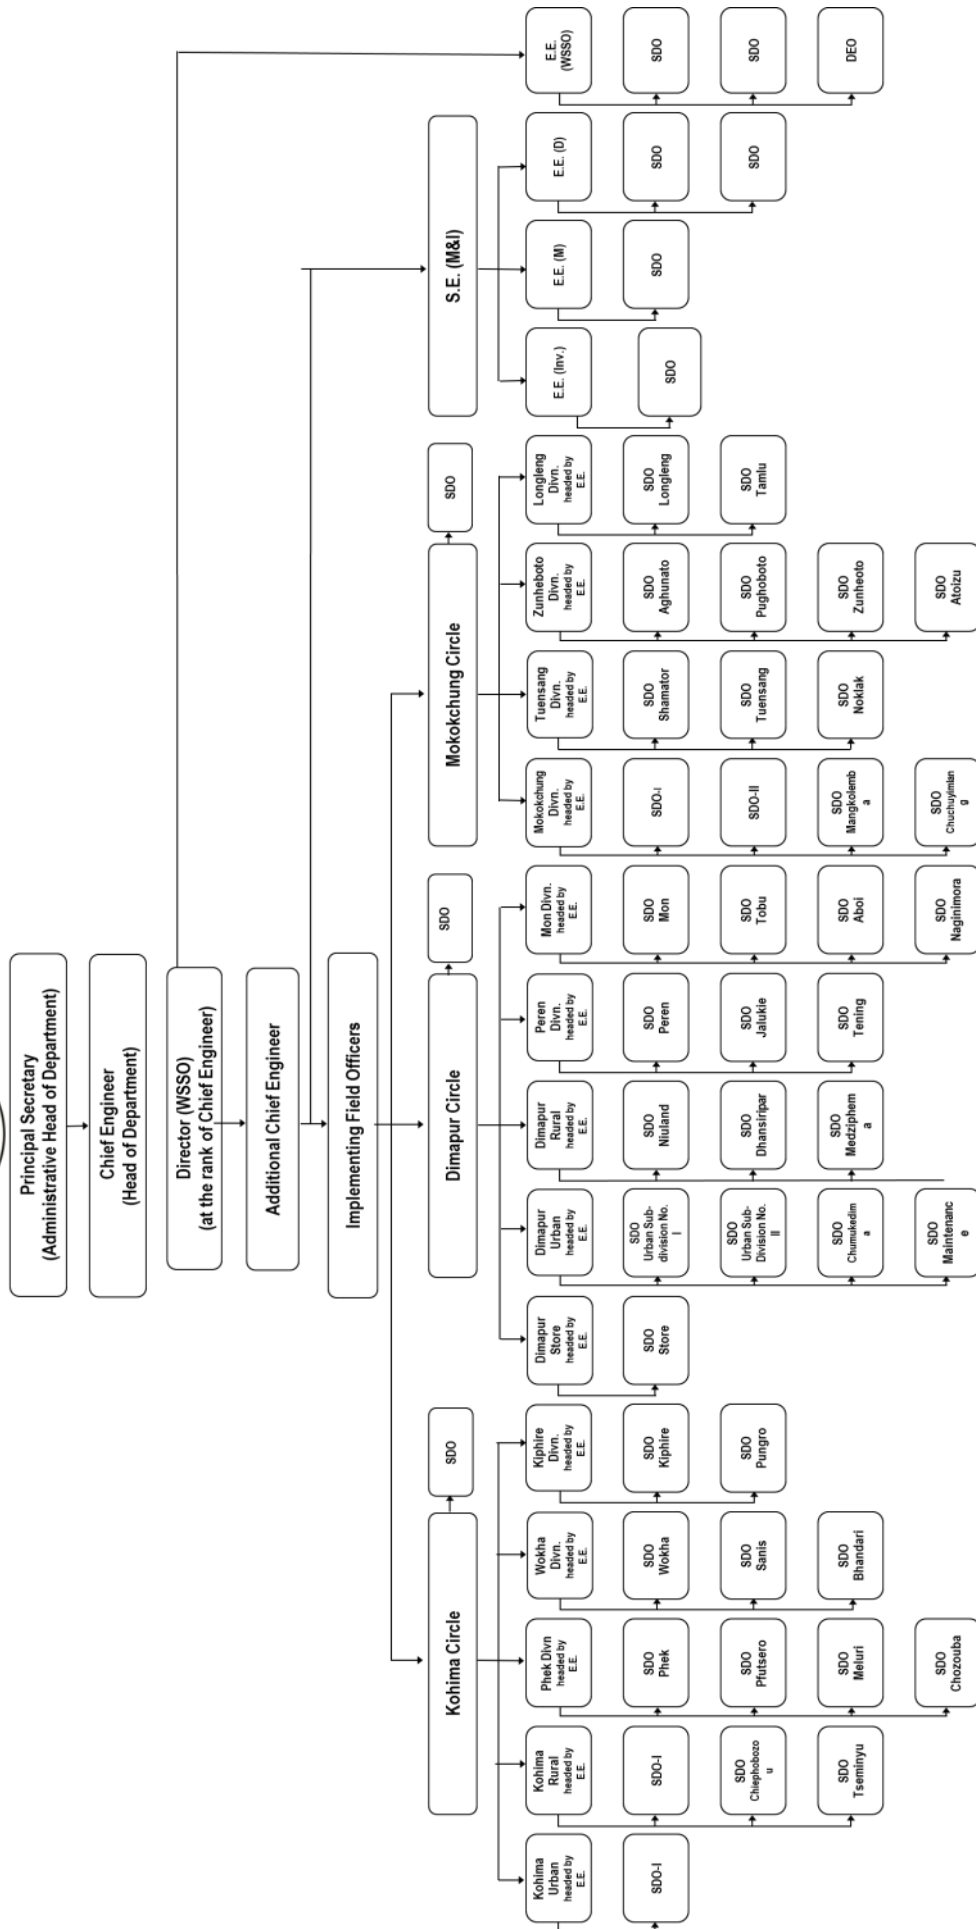 Principal Secretary
(Administrative Head of Department)
Chief Engineer
(Head of Department)
Director (WSSO)
(at the rank of Chief Engineer)
Additional Chief Engineer
Implementing Field Officers
Kohima Circle
SDO
Dimapur Circle
SDO
Mokokchung Circle
SDO
S.E. (M&I)
Kohima
Urban
headed by
E.E.
SDO-I
Kohima
Rural
headed by
E.E.
SDO-I
SDO
Chiephobozo
u
SDO
Tseminyu
Phek Divn
headed by
E.E.
SDO
Phek
SDO
Pfutsero
SDO
Meluri
SDO
Chozouba
Wokha
Divn.
headed by
E.E.
SDO
Wokha
SDO
Sanis
SDO
Bhandari
Kiphire
Divn.
headed by
E.E.
SDO
Kiphire
SDO
Pungro
Dimapur
Store
headed by
E.E.
SDO
Store
Dimapur
Urban
headed by
E.E.
SDO
Urban Sub-
division No.
I
SDO
Urban Sub-
Division No.
II
SDO
Chumukedim
a
SDO
Maintenanc
e
Dimapur
Rural
headed by
E.E.
SDO
Niuland
SDO
Dhansiripar
SDO
Medziphem
a
Peren
Divn.
headed by
E.E.
SDO
Peren
SDO
Jalukie
SDO
Tening
Mon Divn.
headed by
E.E.
SDO
Mon
SDO
Tobu
SDO
Aboi
SDO
Naginimora
Mokokchung
Divn.
headed by
E.E.
SDO-I
SDO-II
SDO
Mangkolemb
a
SDO
Chuchuyimlan
g
Tuensang
Divn.
headed by
E.E.
SDO
Shamator
SDO
Tuensang
SDO
Noklak
Zunheboto
Divn.
headed by
E.E.
SDO
Aghunato
SDO
Pughoboto
SDO
Zunheoto
SDO
Atoizu
Longleng
Divn.
headed by
E.E.
SDO
Longleng
SDO
Tamlu
E.E. (Inv.)
SDO
E.E. (M)
SDO
E.E. (D)
SDO
SDO
E.E.
(WSSO)
SDO
SDO
DEO